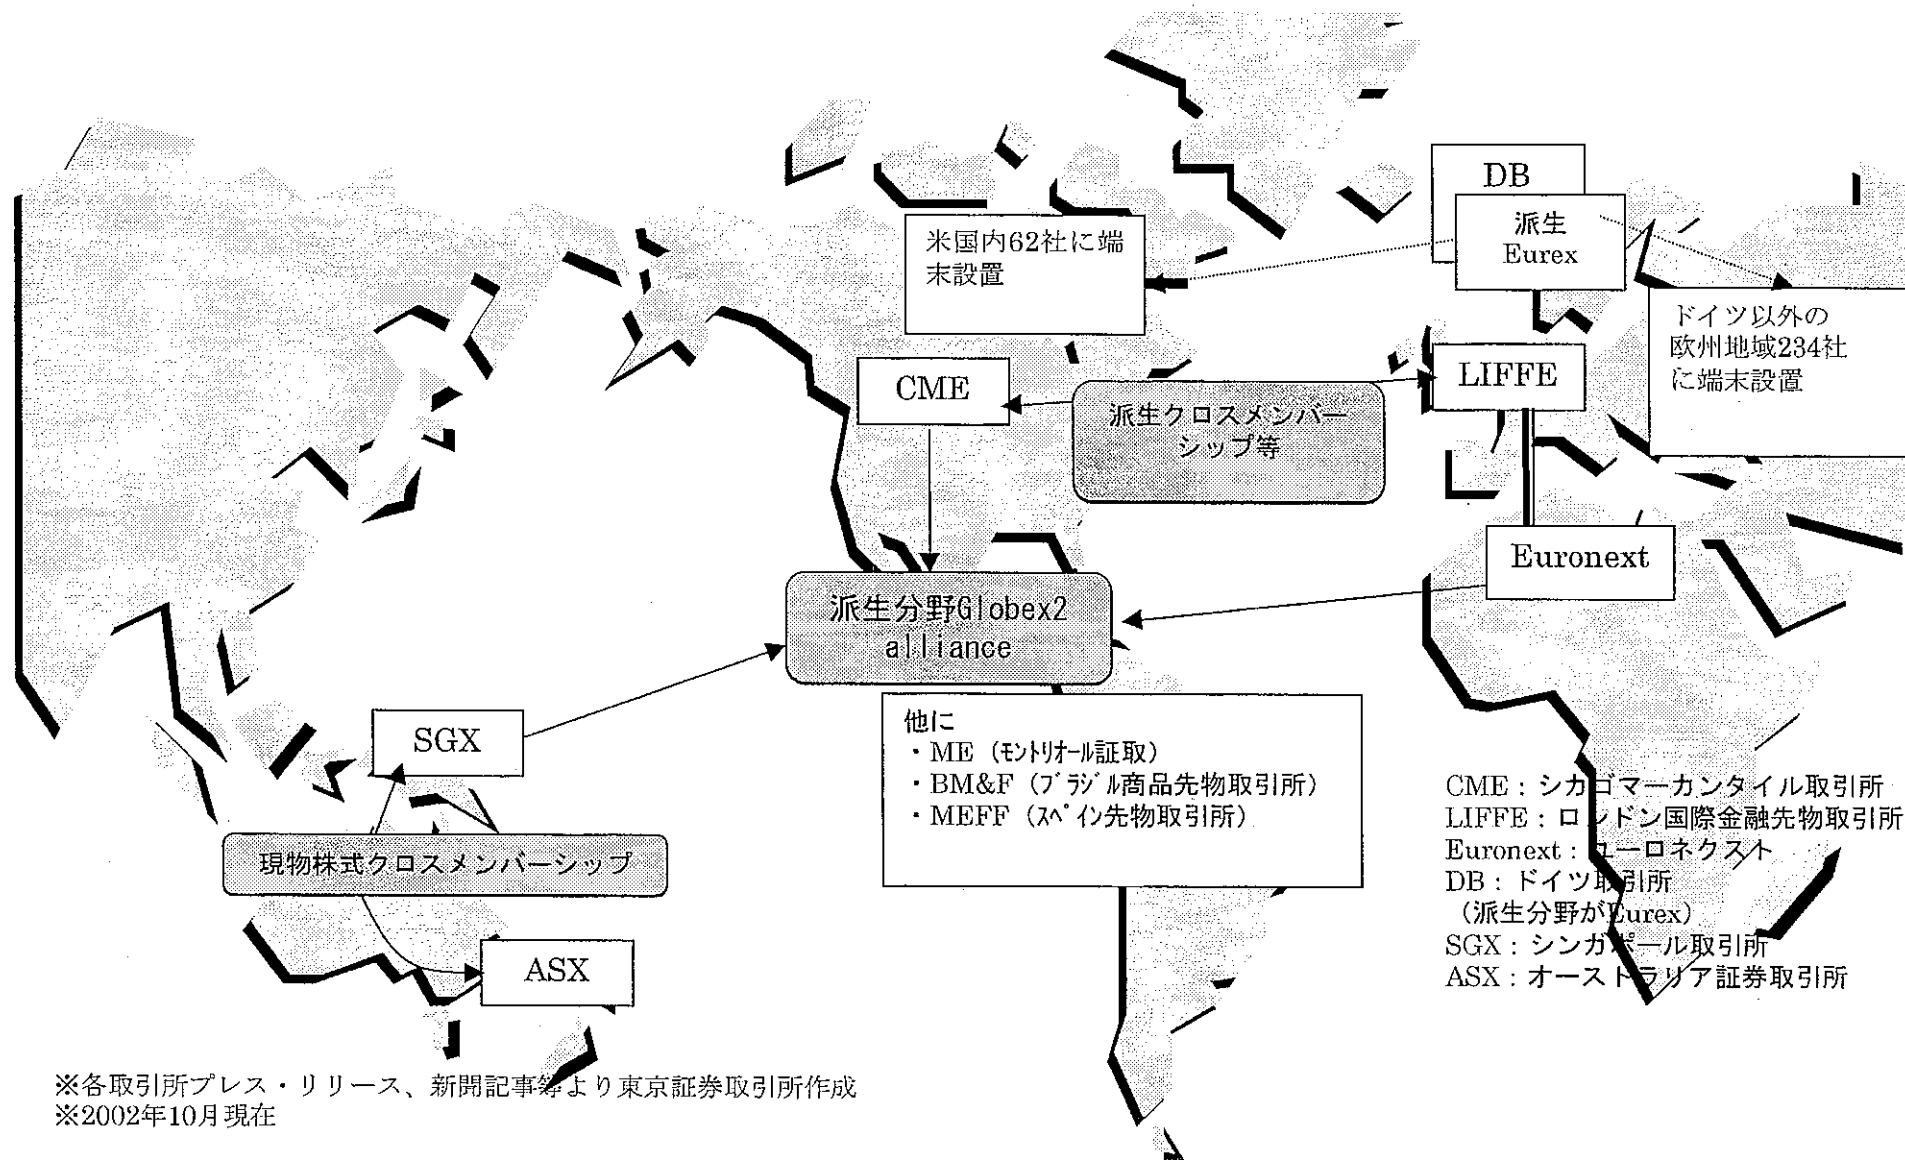 DB
派生
Eurex
米国内62社に端
末設置
ドイツ以外の
欧州地域234社
に端末設置
CME
LIFFE
派生クロスメンバー
シップ等
Euronext
派生分野Globex2
alliance
SGX
他に
・ME（ﾓﾝﾄﾘｵｰﾙ証取）
・BM&F（ﾌﾞﾗｼﾞﾙ商品先物取引所）
・MEFF（ｽﾍﾟｲﾝ先物取引所）
現物株式クロスメンバーシップ
ASX
CME：シカゴマーカンタイル取引所
LIFFE：ロンドン国際金融先物取引所
Euronext：ユーロネクスト
DB：ドイツ取引所
（派生分野がEurex）
SGX：シンガポール取引所
ASX：オーストラリア証券取引所
※各取引所プレス・リリース、新聞記事等より東京証券取引所作成
※2002年10月現在